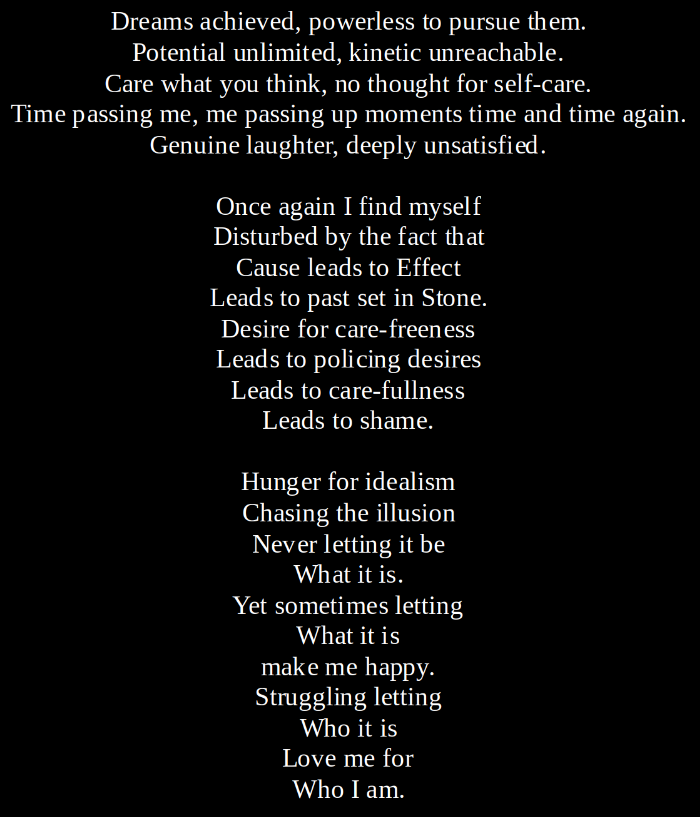 Dreams achieved, powerless to pursue them.
Potential unlimited, kinetic unreachable.
Care what you think, no thought for self-care.
Time passing me, me passing up moments time and time again.
Genuine laughter, deeply unsatisfied.

Once again I find myself
Disturbed by the fact that
Cause leads to Effect
Leads to past set in Stone.
Desire for care-freeness
Leads to policing desires
Leads to care-fullness
Leads to shame.

Hunger for idealism
Chasing the illusion
Never letting it be
What it is.
Yet sometimes letting
What it is
make me happy.
Struggling letting
Who it is
Love me for
Who I am.